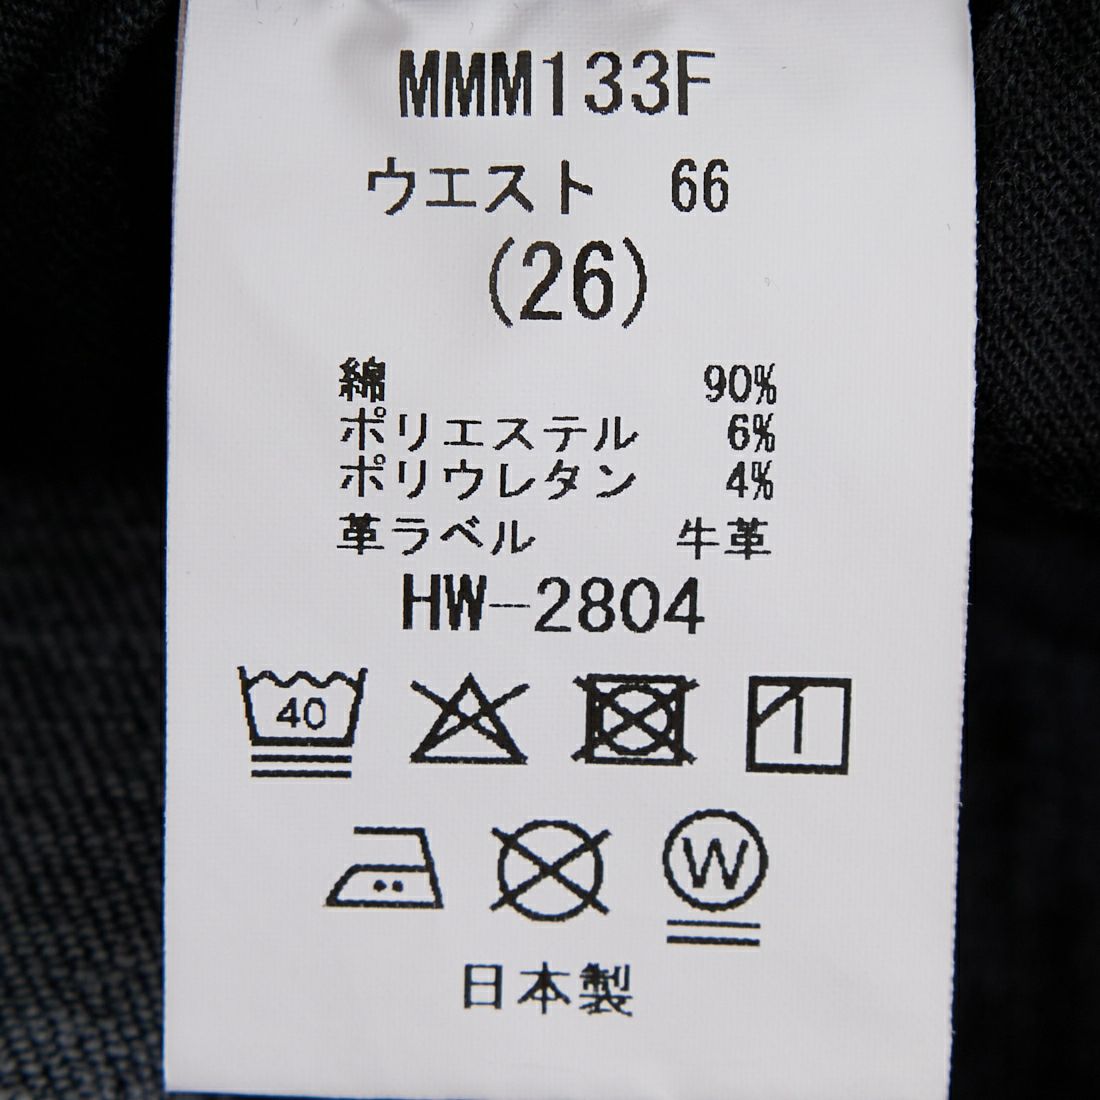 MMM133F
ウエスト 66
(26)
綿 90%
ポリエステル 6%
ポリウレタン 4%
革ラベル 牛革
HW-2804
40
W
日本製